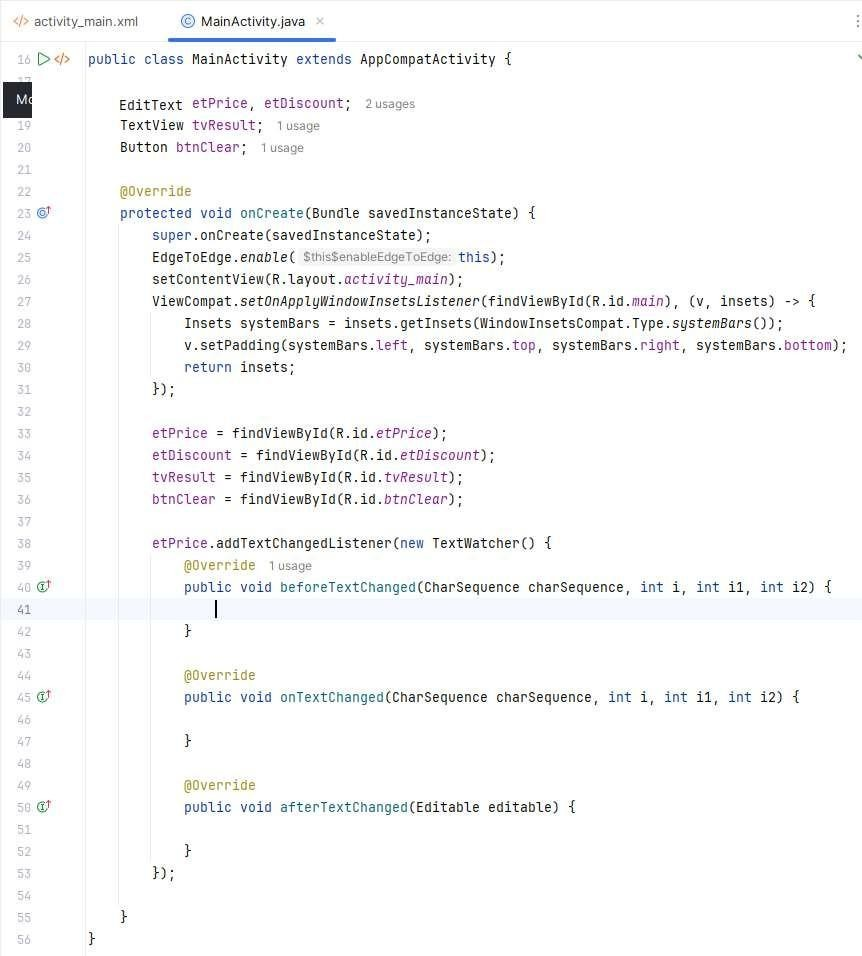 activity_main.xml MainActivity.java
16 public class MainActivity extends AppCompatActivity {
17
EditText etPrice, etDiscount; 2 usages
19 TextView tvResult; 1 usage
20 Button btnClear; 1 usage
21
22 @Override
23 protected void onCreate(Bundle savedInstanceState) {
24 super.onCreate(savedInstanceState);
25 EdgeToEdge.enable( $this$enableEdgeToEdge: this);
26 setContentView(R.layout.activity_main);
27 ViewCompat.setOnApplyWindowInsetsListener(findViewById(R.id.main), (v, insets) -> {
28 Insets systemBars = insets.getInsets(WindowInsetsCompat.Type.systemBars());
29 v.setPadding(systemBars.left, systemBars.top, systemBars.right, systemBars.bottom);
30 return insets;
31 });
32
33 etPrice = findViewById(R.id.etPrice);
34 etDiscount = findViewById(R.id.etDiscount);
35 tvResult = findViewById(R.id.tvResult);
36 btnClear = findViewById(R.id.btnClear);
37
38 etPrice.addTextChangedListener(new TextWatcher() {
39 @Override 1 usage
40 public void beforeTextChanged(CharSequence charSequence, int i, int i1, int i2) {
41
42 }
43
44 @Override
45 public void onTextChanged(CharSequence charSequence, int i, int i1, int i2) {
46
47 }
48
49 @Override
50 public void afterTextChanged(Editable editable) {
51
52 }
53 });
54
55 }
56 }